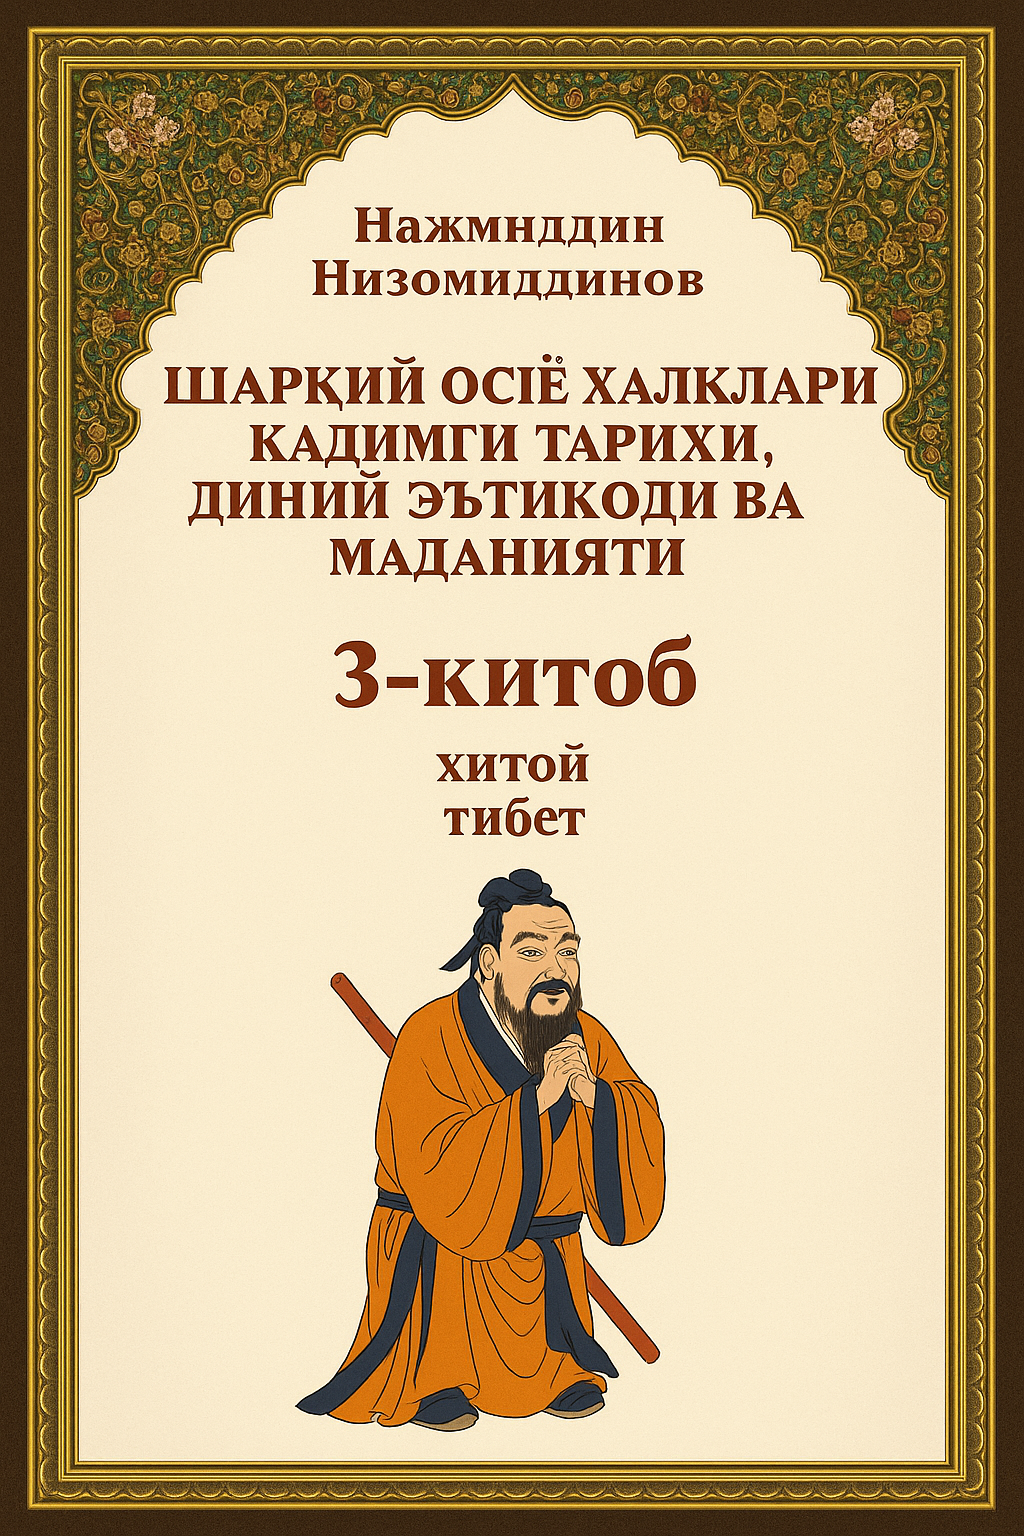 Нажмнддин
Низомиддинов
ШАРҚИЙ ОСІЁ ХАЛКЛАРИ
КАДИМГИ ТАРИХИ,
ДИНИЙ ЭЪТИКОДИ ВА
МАДАНИЯТИ
3-китоб
хитой
тибет